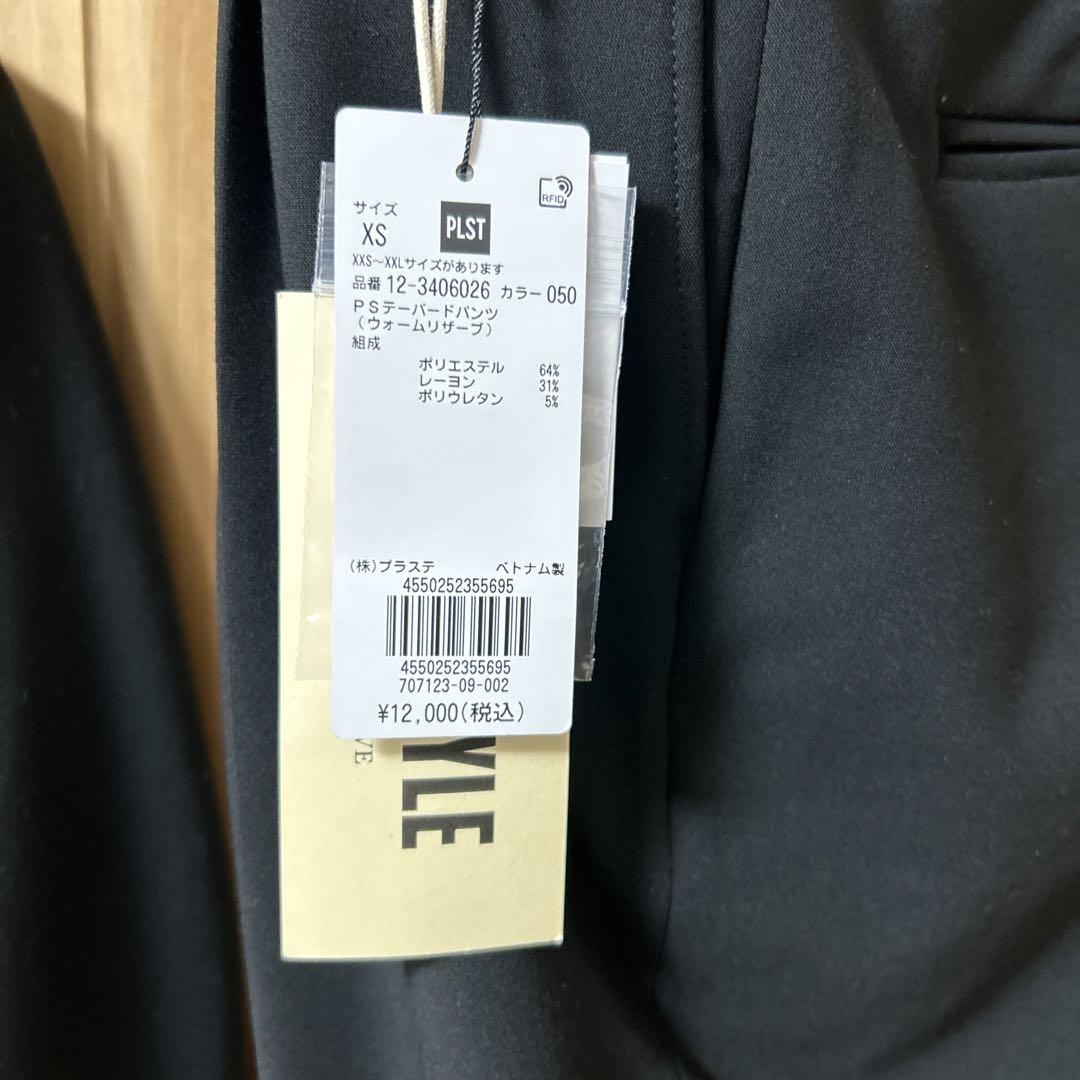 RFID
サイズ
XS
PLST
XXS~XXLサイズがあります
品番 12-3406026 カラー 050
PSテーパードパンツ
(ウォームリザーブ)
組成
ポリエステル 64%
レーヨン 31%
ポリウレタン 5%
(株)プラステ ベトナム製
4550252355695
4550252355695
707123-09-002
¥12,000(税込)
YLE
VE